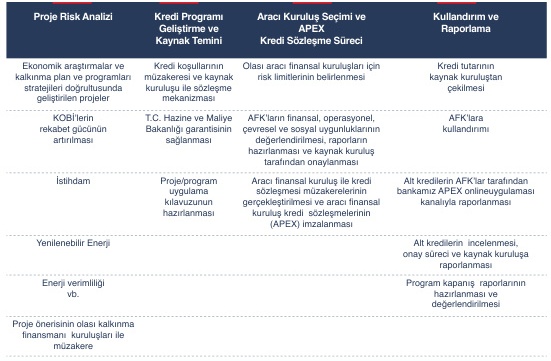 Proje Risk Analizi
Kredi Programı
Geliştirme ve
Kaynak Temini
Aracı Kuruluş Seçimi ve
APEX
Kredi Sözleşme Süreci
Kullandırım ve
Raporlama
Ekonomik araştırmalar ve
kalkınma plan ve programları
stratejileri doğrultusunda
geliştirilen projeler
Kredi koşullarının
müzakeresi ve kaynak
kuruluşu ile sözleşme
mekanizması
Olası aracı finansal kuruluşları için
risk limitlerinin belirlenmesi
Kredi tutarının
kaynak kuruluştan
çekilmesi
KOBİ'lerin
rekabet gücünün
artırılması
T.C. Hazine ve Maliye
Bakanlığı garantisinin
sağlanması
AFK'ların finansal, operasyonel,
çevresel ve sosyal uygunluklarının
değerlendirilmesi, raporların
hazırlanması ve kaynak kuruluş
tarafından onaylanması
AFK'lara
kullandırımı
İstihdam
Proje/program
uygulama
kılavuzunun
hazırlanması
Aracı finansal kuruluş ile kredi
sözleşmesi müzakerelerinin
gerçekleştirilmesi ve aracı finansal
kuruluş kredi sözleşmelerinin
(APEX) imzalanması
Alt kredilerin AFK'lar tarafından
bankamız APEX onlineuygulaması
kanalıyla raporlanması
Yenilenebilir Enerji
Alt kredilerin incelenmesi,
onay süreci ve kaynak kuruluşa
raporlanması
Enerji verimliliği
vb.
Program kapanış raporlarının
hazırlanması ve
değerlendirilmesi
Proje önerisinin olası kalkınma
finansmanı kuruluşları ile
müzakere